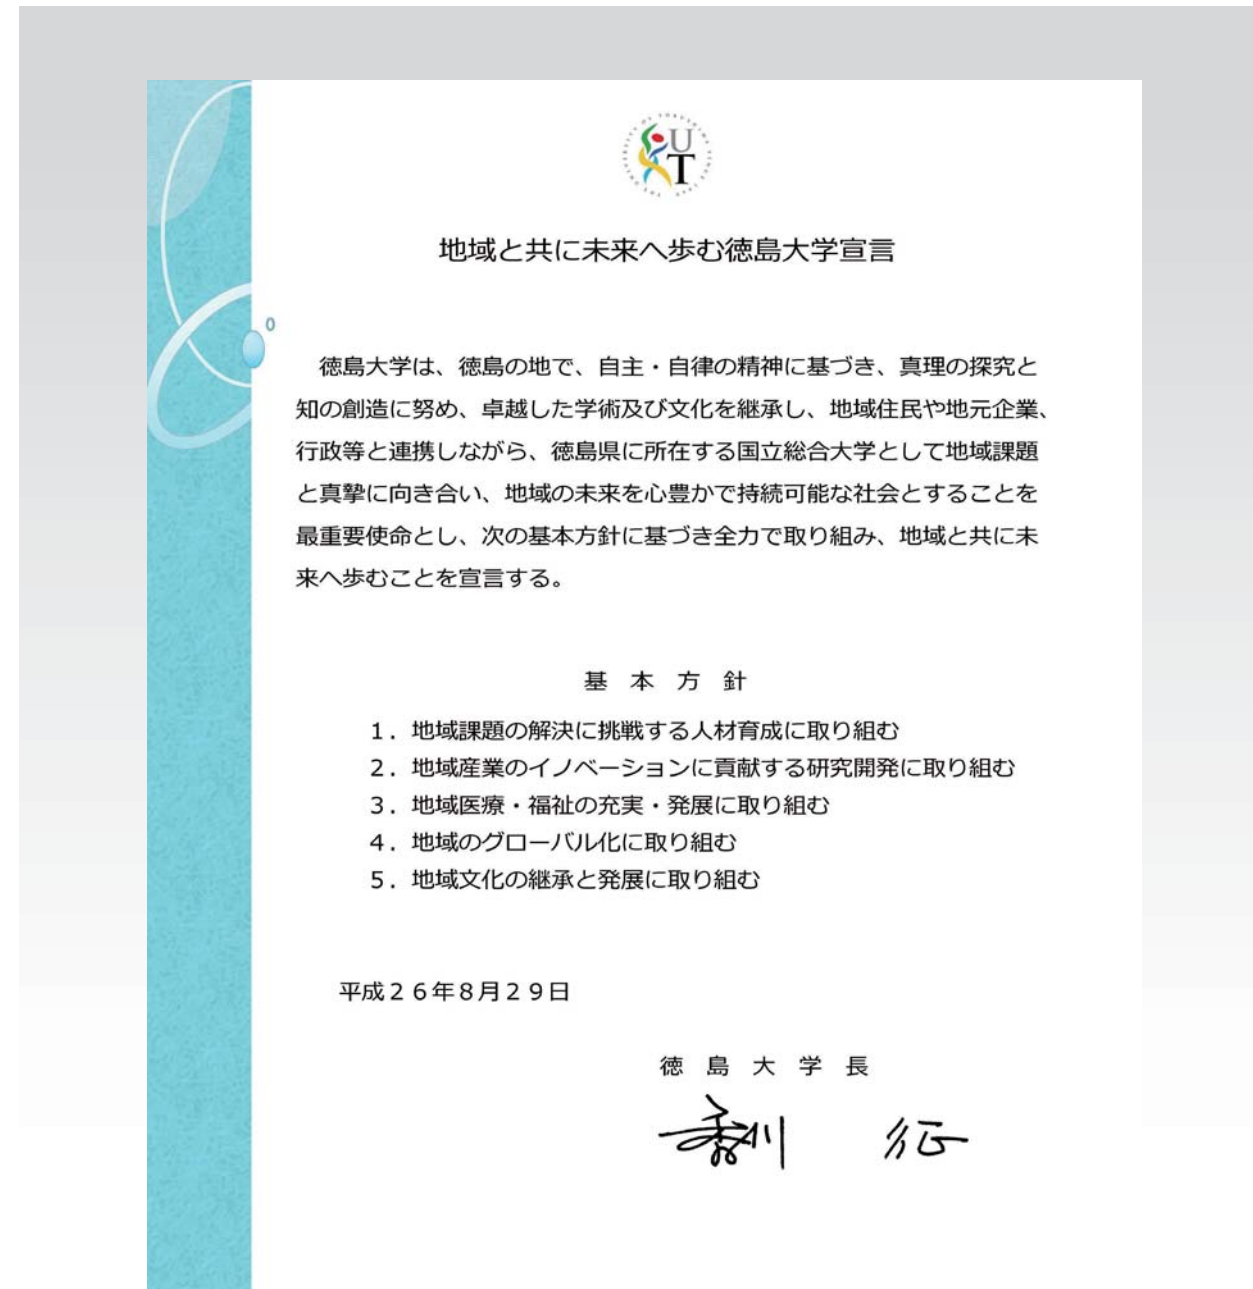 UT
地域と共に未来へ歩む徳島大学宣言
0
徳島大学は、徳島の地で、自主・自律の精神に基づき、真理の探究と
知の創造に努め、卓越した学術及び文化を継承し、地域住民や地元企業、
行政等と連携しながら、徳島県に所在する国立総合大学として地域課題
と真摯に向き合い、地域の未来を心豊かで持続可能な社会とすることを
最重要使命とし、次の基本方針に基づき全力で取り組み、地域と共に未
来へ歩むことを宣言する。
基　本　方　針
１．地域課題の解決に挑戦する人材育成に取り組む
２．地域産業のイノベーションに貢献する研究開発に取り組む
３．地域医療・福祉の充実・発展に取り組む
４．地域のグローバル化に取り組む
５．地域文化の継承と発展に取り組む
平成２６年８月２９日
徳　島　大　学　長
香川　征